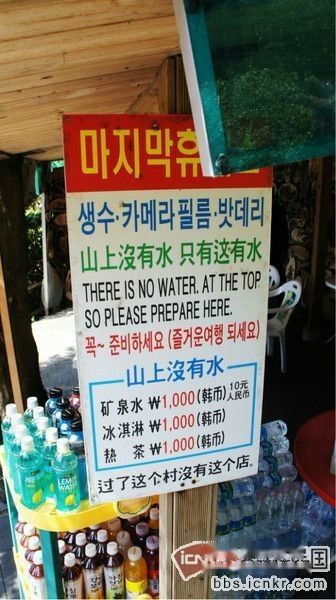 마지막휴
생수·카메라필름·밧데리
山上沒有水 只有这有水
THERE IS NO WATER. AT THE TOP
SO PLEASE PREPARE HERE.
꼭~ 준비하세요 (즐거운여행 되세요)
山上沒有水
矿泉水 ₩1,000 (韩币) 10元人民币
冰淇淋 ₩1,000 (韩币)
热 茶 ₩1,000 (韩币)
过了这个村沒有这个店.
LEMON
WATER
bbs.icnkr.com